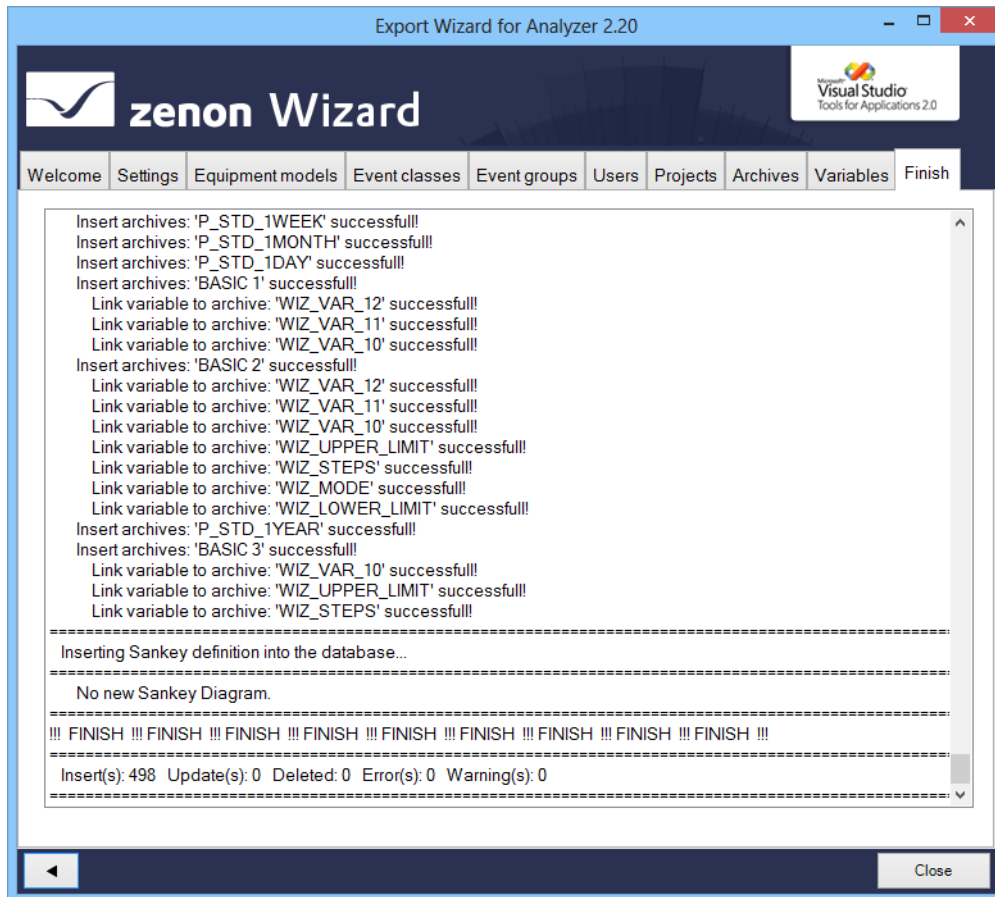 Export Wizard for Analyzer 2.20
zenon Wizard
Microsoft
Visual Studio
Tools for Applications 2.0
Welcome Settings Equipment models Event classes Event groups Users Projects Archives Variables Finish
Insert archives: 'P_STD_1WEEK' successfull!
Insert archives: 'P_STD_1MONTH' successfull!
Insert archives: 'P_STD_1DAY' successfull!
Insert archives: 'BASIC 1' successfull!
Link variable to archive: 'WIZ_VAR_12' successfull!
Link variable to archive: 'WIZ_VAR_11' successfull!
Link variable to archive: 'WIZ_VAR_10' successfull!
Insert archives: 'BASIC 2' successfull!
Link variable to archive: 'WIZ_VAR_12' successfull!
Link variable to archive: 'WIZ_VAR_11' successfull!
Link variable to archive: 'WIZ_VAR_10' successfull!
Link variable to archive: 'WIZ_UPPER_LIMIT' successfull!
Link variable to archive: 'WIZ_STEPS' successfull!
Link variable to archive: 'WIZ_MODE' successfull!
Link variable to archive: 'WIZ_LOWER_LIMIT' successfull!
Insert archives: 'P_STD_1YEAR' successfull!
Insert archives: 'BASIC 3' successfull!
Link variable to archive: 'WIZ_VAR_10' successfull!
Link variable to archive: 'WIZ_UPPER_LIMIT' successfull!
Link variable to archive: 'WIZ_STEPS' successfull!
Inserting Sankey definition into the database...
No new Sankey Diagram.
!!! FINISH !!! FINISH !!! FINISH !!! FINISH !!! FINISH !!! FINISH !!! FINISH !!! FINISH !!! FINISH !!!
Insert(s): 498 Update(s): 0 Deleted: 0 Error(s): 0 Warning(s): 0
Close